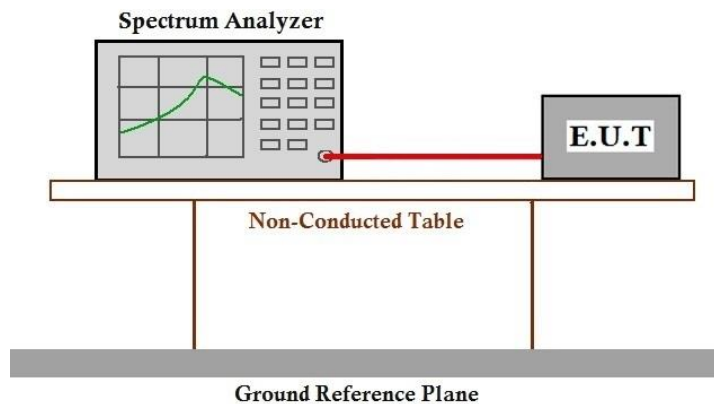 Spectrum Analyzer
E.U.T
Non-Conducted Table
Ground Reference Plane